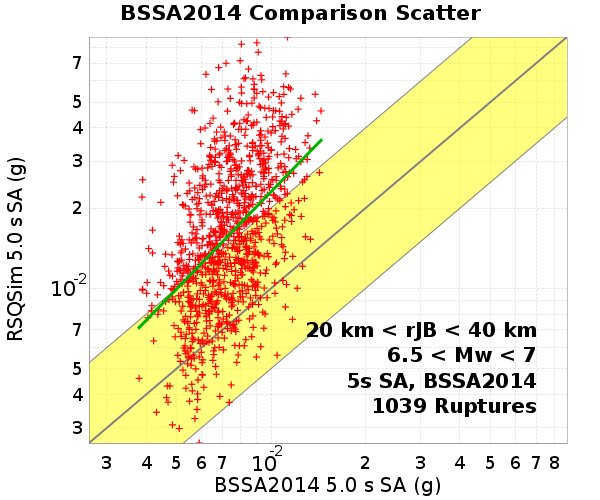 BSSA2014 Comparison Scatter
RSQSim 5.0 s SA (g)
7
5
4
3
2
10⁻²
7
5
4
3
20 km < rJB < 40 km
6.5 < Mw < 7
5s SA, BSSA2014
1039 Ruptures
3 4 5 6 7 10⁻² 2 3 4 5 6 7 8
BSSA2014 5.0 s SA (g)